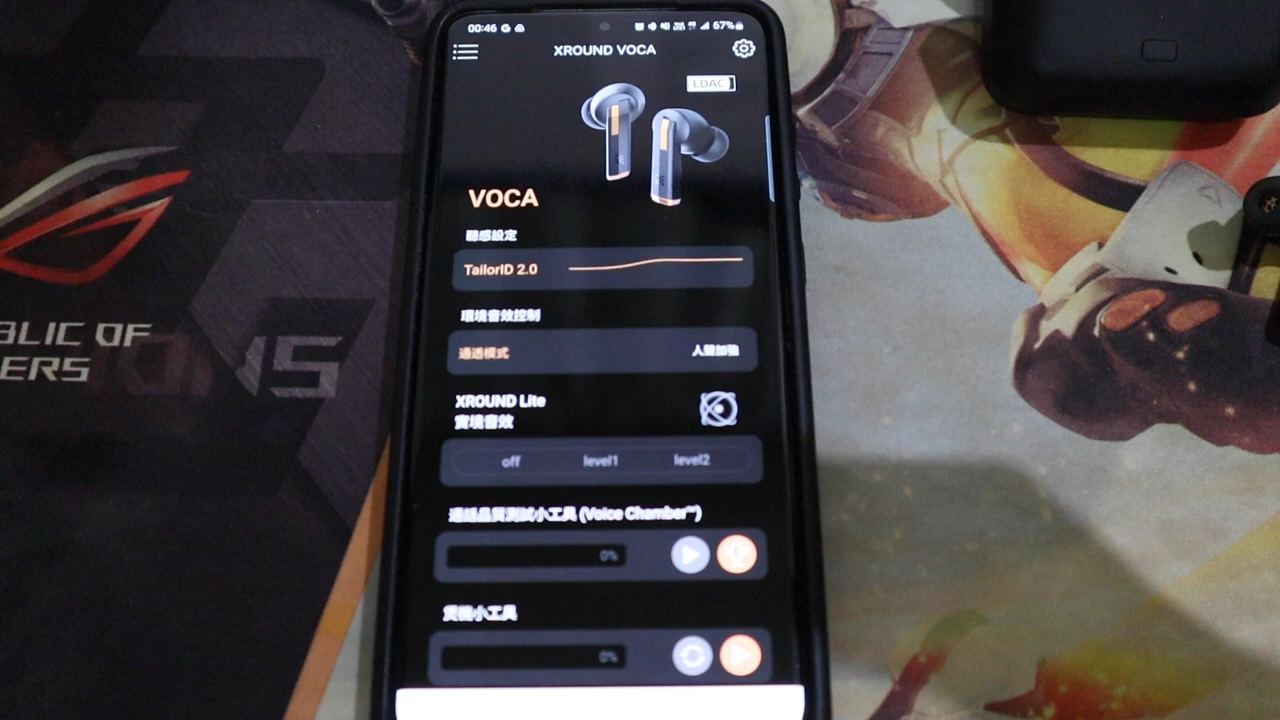 00:46
67%
XROUND VOCA
LDAC
VOCA
聽感設定
TailorID 2.0
環境音效控制
通透模式
人聲加強
XROUND Lite
實境音效
off
level1
level2
通話品質測試小工具 (Voice Chamber™)
0%
煲機小工具
0%
BLIC OF
ERS